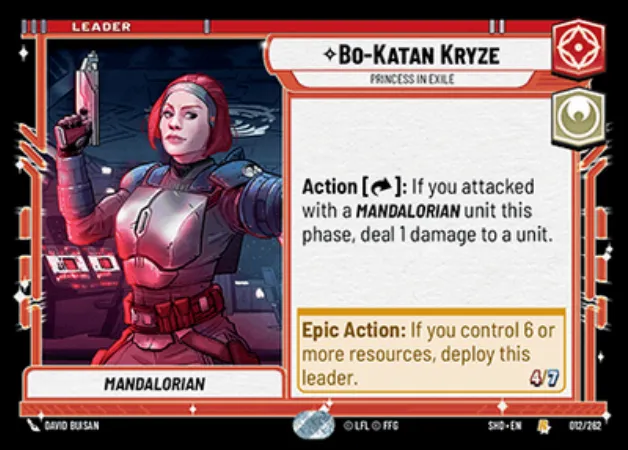 LEADER
BO-KATAN KRYZE
PRINCESS IN EXILE
Action [ ]: If you attacked
with a MANDALORIAN unit this
phase, deal 1 damage to a unit.
Epic Action: If you control 6 or
more resources, deploy this
leader.
4/7
MANDALORIAN
DAVID BUISAN
© LFL © FFG
SHD • EN
012/262